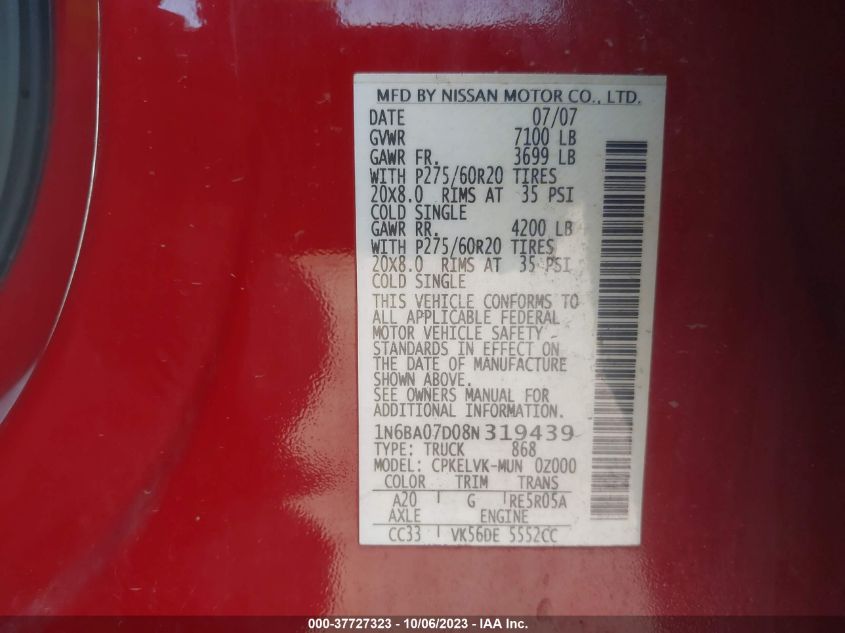 MFD BY NISSAN MOTOR CO., LTD.
DATE 07/07
GVWR 7100 LB
GAWR FR. 3699 LB
WITH P275/60R20 TIRES
20X8.0 RIMS AT 35 PSI
COLD SINGLE
GAWR RR. 4200 LB
WITH P275/60R20 TIRES
20X8.0 RIMS AT 35 PSI
COLD SINGLE
THIS VEHICLE CONFORMS TO
ALL APPLICABLE FEDERAL
MOTOR VEHICLE SAFETY
STANDARDS IN EFFECT ON
THE DATE OF MANUFACTURE
SHOWN ABOVE.
SEE OWNERS MANUAL FOR
ADDITIONAL INFORMATION.
1N6BA07D08N319439
TYPE: TRUCK 868
MODEL: CPKELVK-MUN 0Z000
COLOR TRIM TRANS
A20 G RE5R05A
AXLE ENGINE
CC33 VK56DE 5552CC
000-37727323 - 10/06/2023 - IAA Inc.